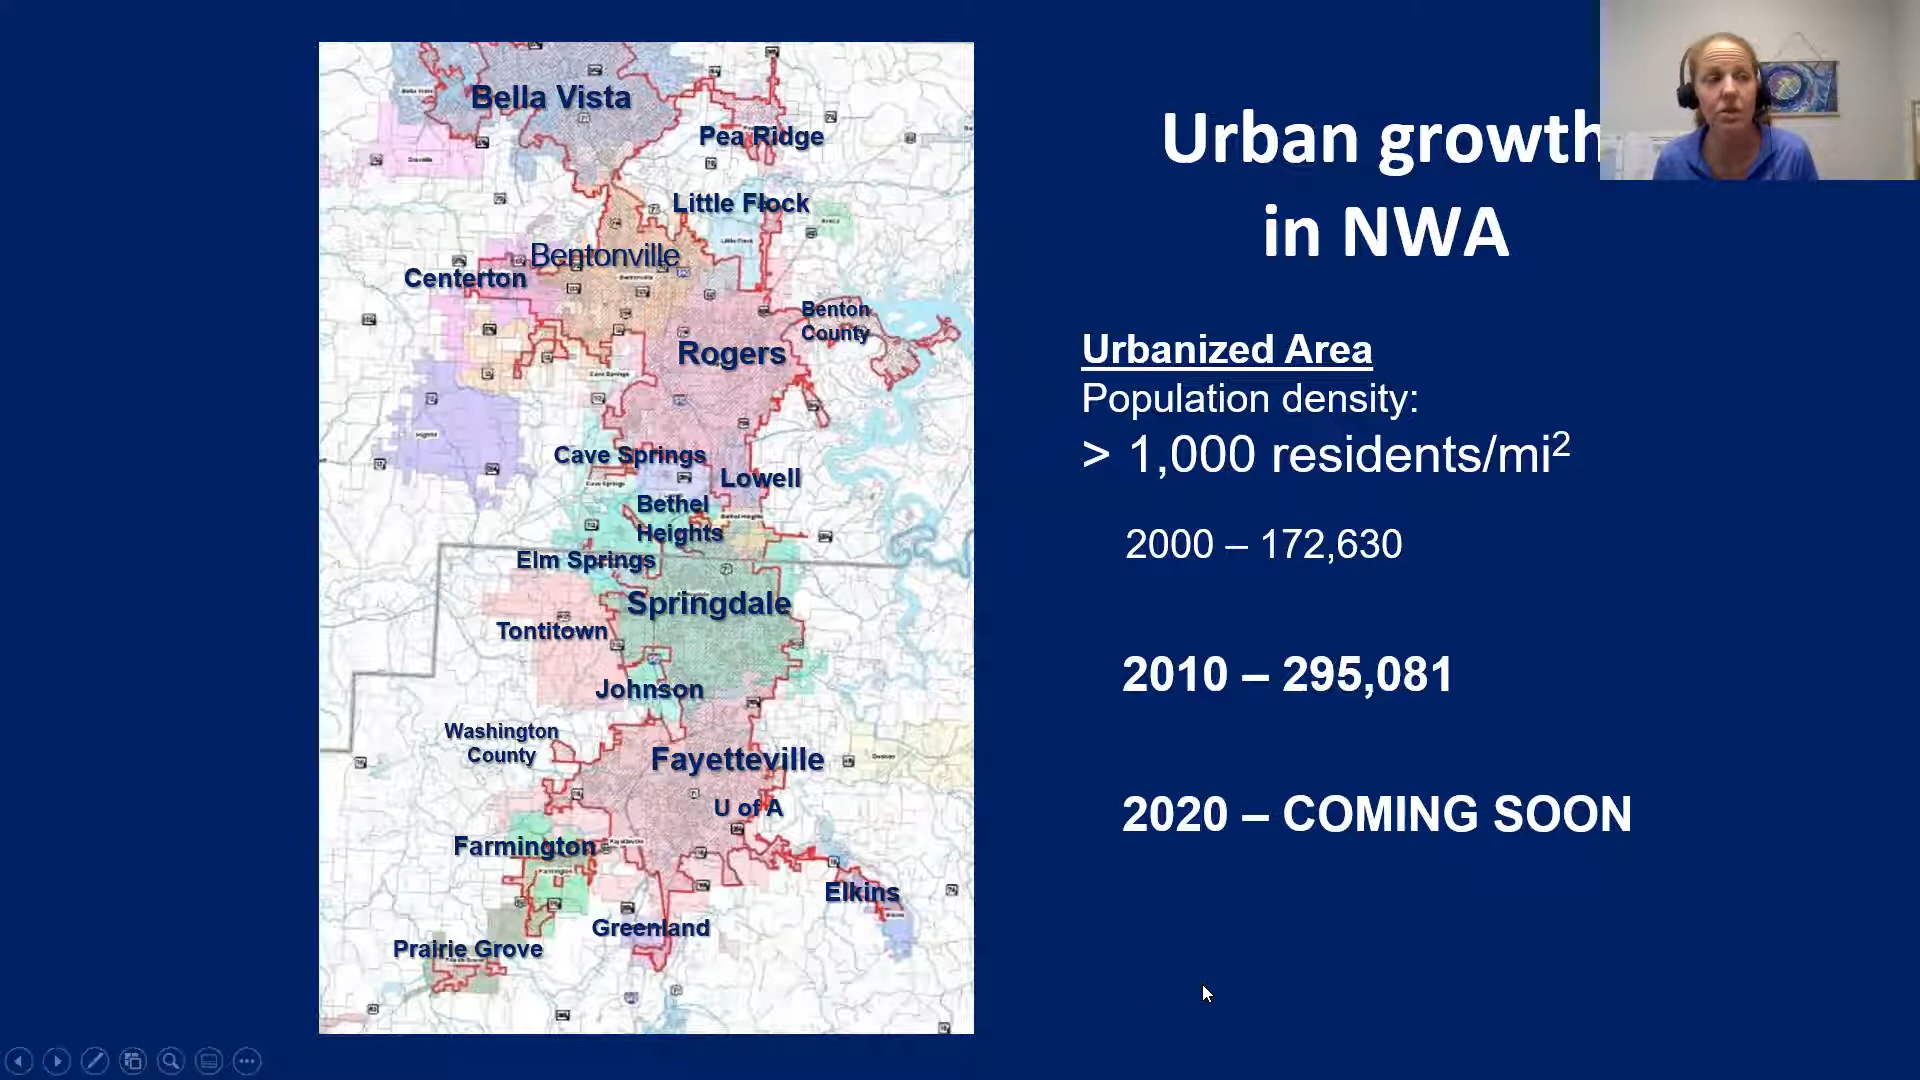 Bella Vista
Pea Ridge
Little Flock
Bentonville
Centerton
Benton
County
Rogers
Cave Springs
Lowell
Bethel
Heights
Elm Springs
Springdale
Tontitown
Johnson
Washington
County
Fayetteville
U of A
Farmington
Elkins
Greenland
Prairie Grove
Urban growth
in NWA
Urbanized Area
Population density:
> 1,000 residents/mi²
2000 – 172,630
2010 – 295,081
2020 – COMING SOON